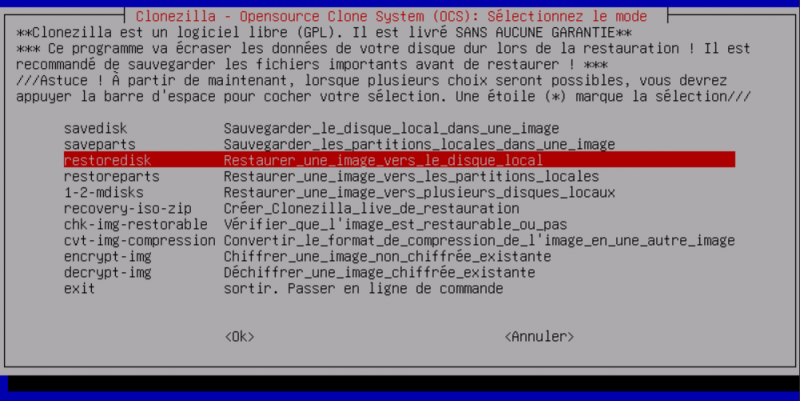 Clonezilla - Opensource Clone System (OCS): Sélectionnez le mode
**Clonezilla est un logiciel libre (GPL). Il est livré SANS AUCUNE GARANTIE**
*** Ce programme va écraser les données de votre disque dur lors de la restauration ! Il est
recommandé de sauvegarder les fichiers importants avant de restaurer ! ***
///Astuce ! À partir de maintenant, lorsque plusieurs choix seront possibles, vous devrez
appuyer la barre d'espace pour cocher votre sélection. Une étoile (*) marque la sélection///
savedisk Sauvegarder_le_disque_local_dans_une_image
saveparts Sauvegarder_les_partitions_locales_dans_une_image
restoredisk Restaurer_une_image_vers_le_disque_local
restoreparts Restaurer_une_image_vers_les_partitions_locales
1-2-mdisks Restaurer_une_image_vers_plusieurs_disques_locaux
recovery-iso-zip Créer_Clonezilla_live_de_restauration
chk-img-restorable Vérifier_que_l'image_est_restaurable_ou_pas
cvt-img-compression Convertir_le_format_de_compression_de_l'image_en_une_autre_image
encrypt-img Chiffrer_une_image_non_chiffrée_existante
decrypt-img Déchiffrer_une_image_chiffrée_existante
exit sortir. Passer en ligne de commande
<Ok> <Annuler>